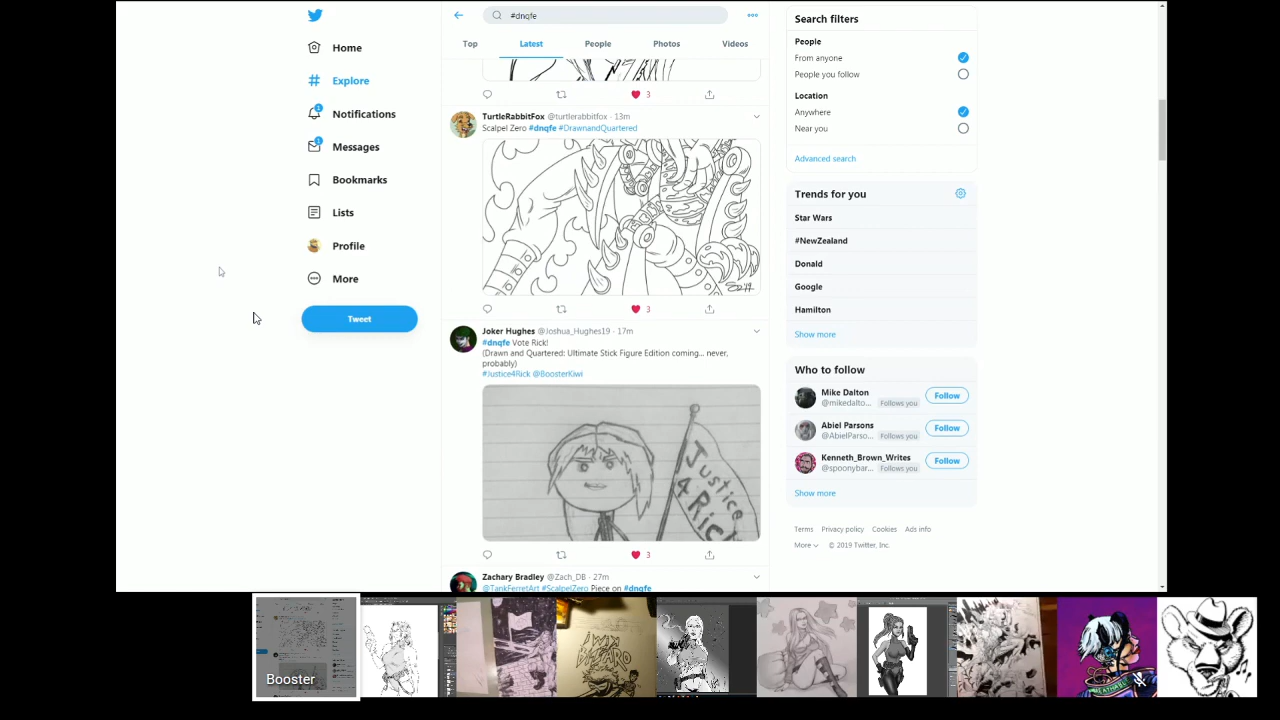 #dnqfe
Top Latest People Photos Videos
Home
Explore
1
Notifications
1
Messages
Bookmarks
Lists
Profile
More
Tweet
3
TurtleRabbitFox @turtlerabbitfox · 13m
Scalpel Zero #dnqfe #DrawnandQuartered
3
Joker Hughes @Joshua_Hughes19 · 17m
#dnqfe Vote Rick!
(Drawn and Quartered: Ultimate Stick Figure Edition coming... never,
probably)
#Justice4Rick @BoosterKiwi
Justice
4 Rick
3
Zachary Bradley @Zach_DB · 27m
@TankFerretArt #ScalpelZero Piece on #dnqfe
Search filters
People
From anyone
People you follow
Location
Anywhere
Near you
Advanced search
Trends for you
Star Wars
#NewZealand
Donald
Google
Hamilton
Show more
Who to follow
Mike Dalton
@mikedalto... Follows you
Follow
Abiel Parsons
@AbielParso... Follows you
Follow
Kenneth_Brown_Writes
@spoonybar... Follows you
Follow
Show more
Terms Privacy policy Cookies Ads info
More © 2019 Twitter, Inc.
Booster